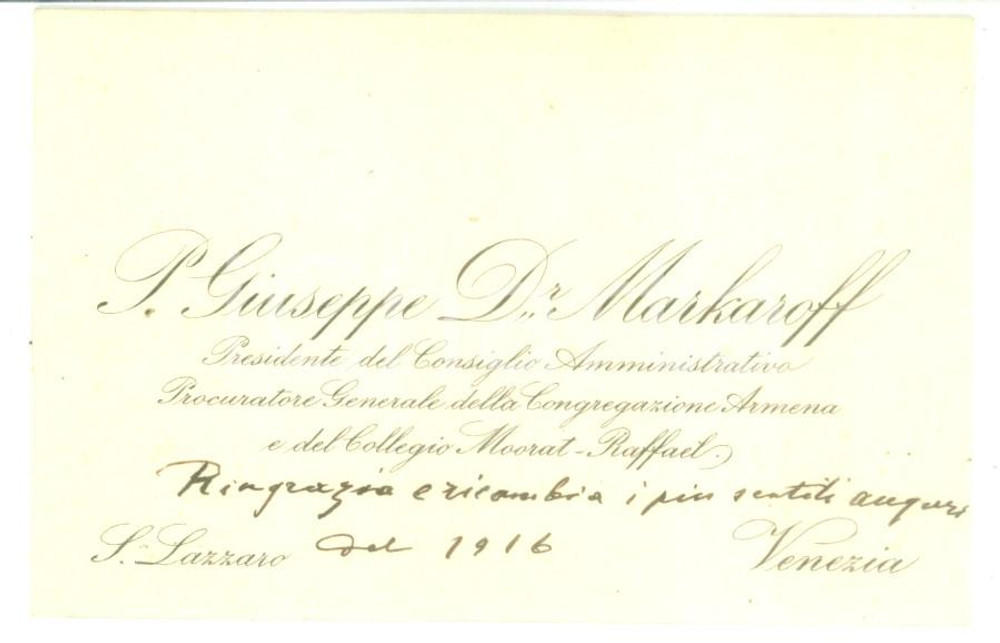 P. Giuseppe Dr. Markaroff
Presidente del Consiglio Amministrativo
Procuratore Generale della Congregazione Armena
e del Collegio Moorat-Raffael.
Ringrazia e ricambia i più sentiti auguri
del 1916
S. Lazzaro
Venezia